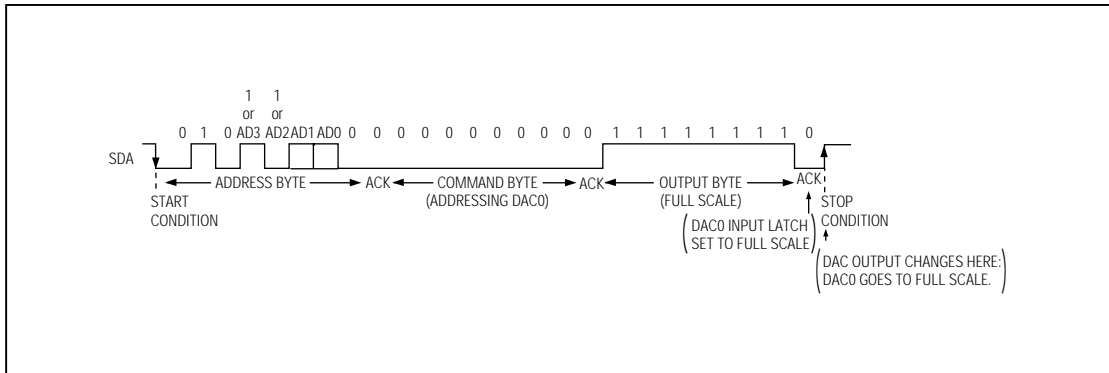 1 1
or or
0 1 0 AD3 AD2 AD1 AD0 0 0 0 0 0 0 0 0 0 0 1 1 1 1 1 1 1 1 0
SDA
ADDRESS BYTE ACK COMMAND BYTE ACK OUTPUT BYTE ACK
(ADDRESSING DAC0) (FULL SCALE)
START STOP
CONDITION CONDITION
DAC0 INPUT LATCH
SET TO FULL SCALE
DAC OUTPUT CHANGES HERE:
DAC0 GOES TO FULL SCALE.